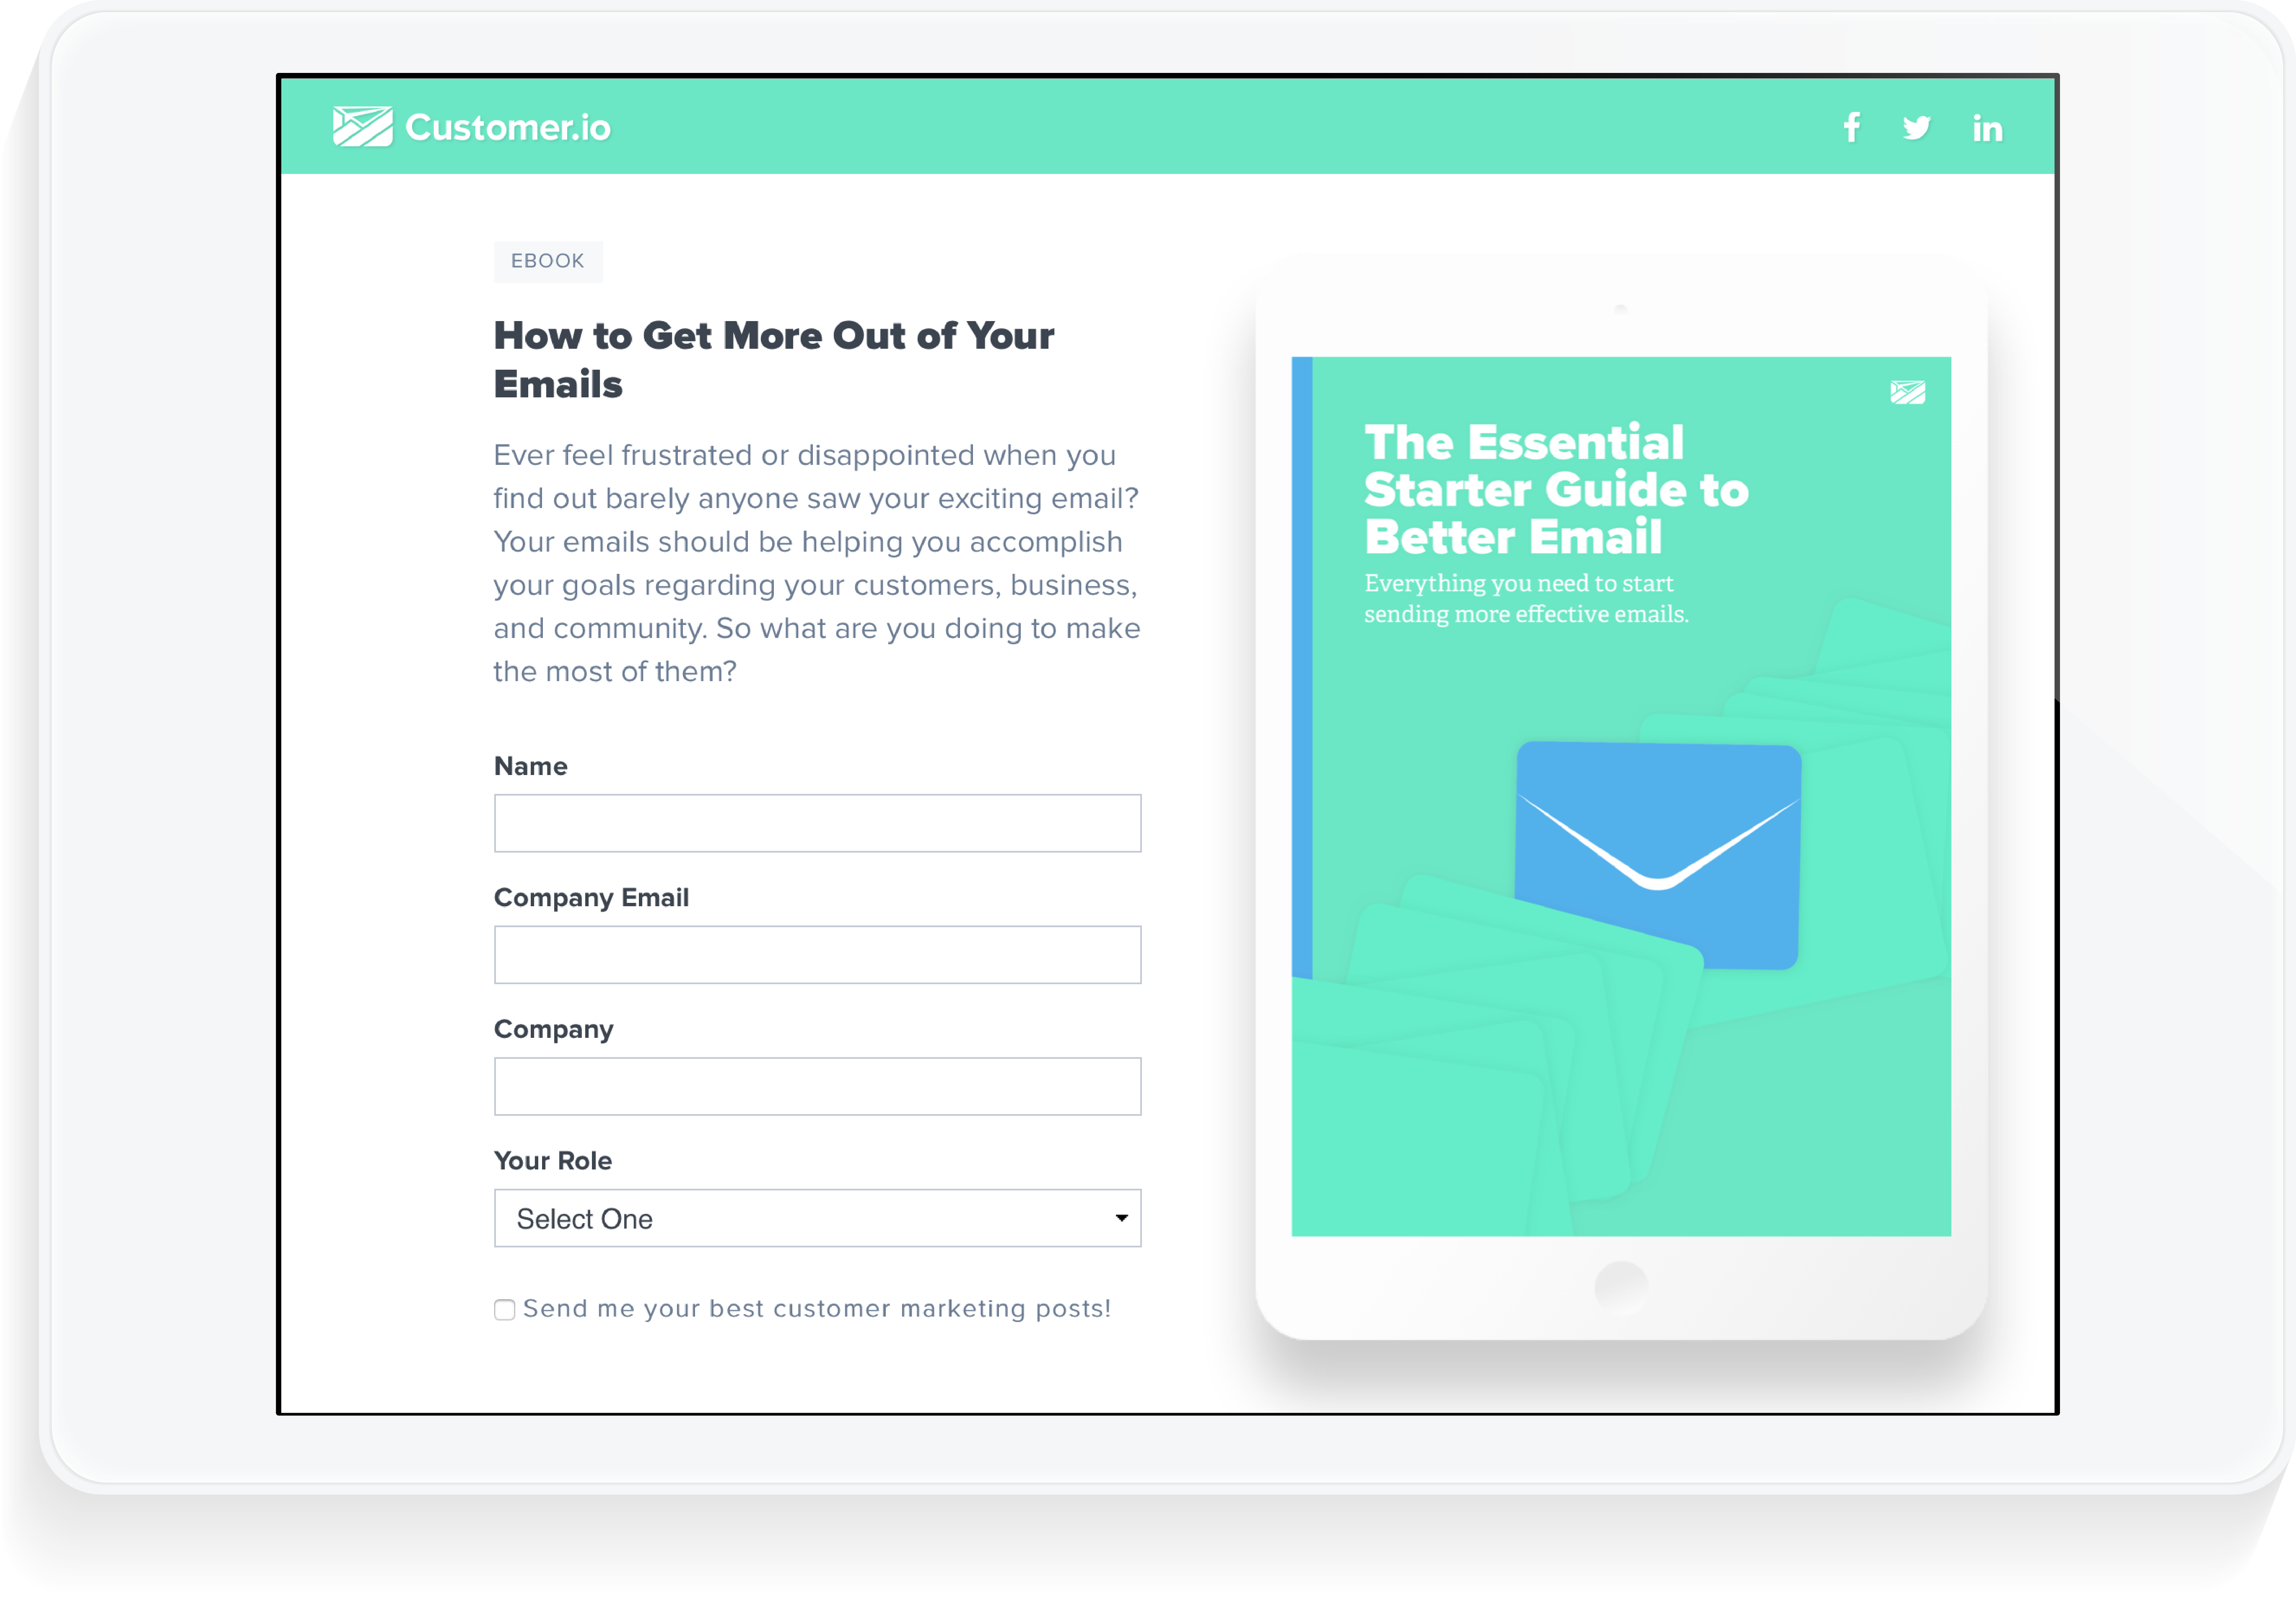 Customer.io
EBOOK
How to Get More Out of Your
Emails
Ever feel frustrated or disappointed when you
find out barely anyone saw your exciting email?
Your emails should be helping you accomplish
your goals regarding your customers, business,
and community. So what are you doing to make
the most of them?
Name
Company Email
Company
Your Role
Select One
Send me your best customer marketing posts!
The Essential
Starter Guide to
Better Email
Everything you need to start
sending more effective emails.